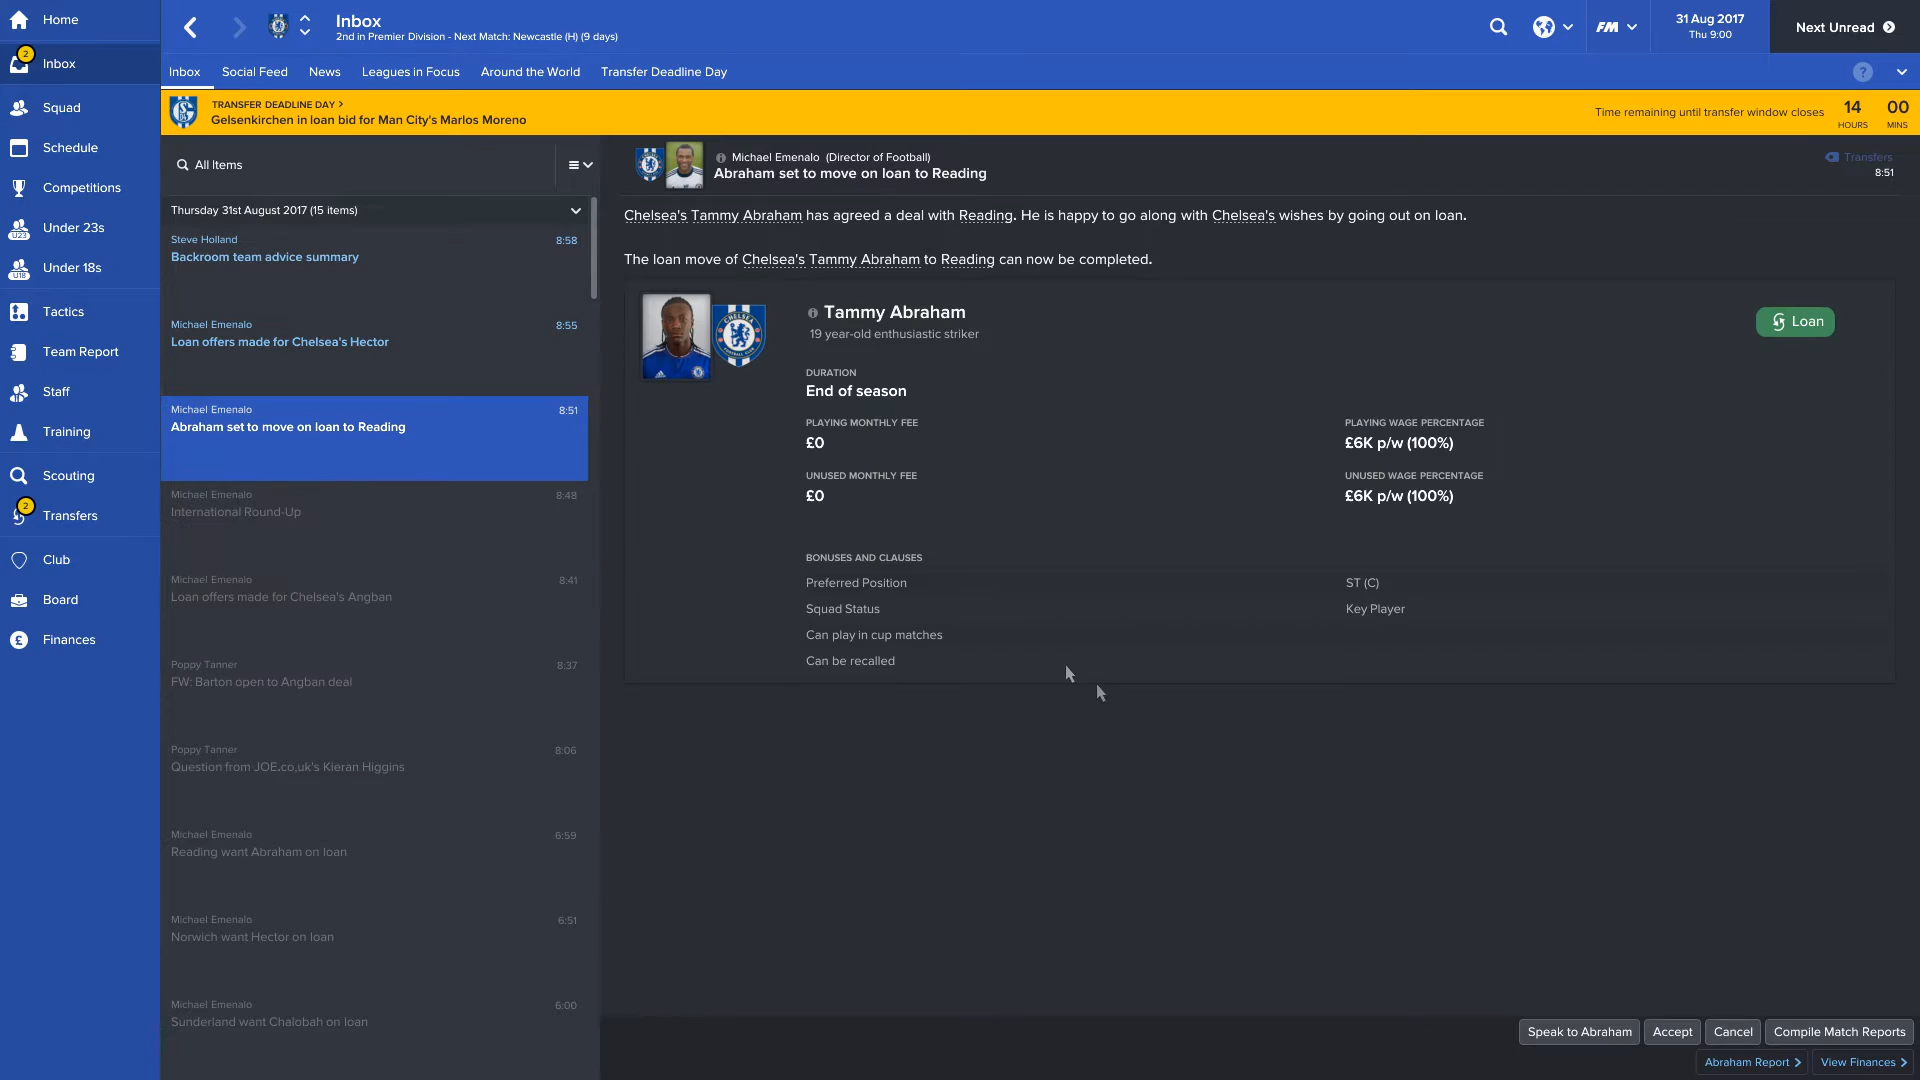 Home
2
Inbox
Squad
Schedule
Competitions
U23
Under 23s
U18
Under 18s
Tactics
Team Report
Staff
Training
Scouting
2
Transfers
Club
Board
Finances
Inbox
2nd in Premier Division - Next Match: Newcastle (H) (9 days)
FM
31 Aug 2017
Thu 9:00
Next Unread
Inbox
Social Feed
News
Leagues in Focus
Around the World
Transfer Deadline Day
?
TRANSFER DEADLINE DAY >
Gelsenkirchen in loan bid for Man City's Marlos Moreno
Time remaining until transfer window closes
14
HOURS
00
MINS
All Items
Thursday 31st August 2017 (15 items)
Steve Holland
8:58
Backroom team advice summary
Michael Emenalo
8:55
Loan offers made for Chelsea's Hector
Michael Emenalo
8:51
Abraham set to move on loan to Reading
Michael Emenalo
8:48
International Round-Up
Michael Emenalo
8:41
Loan offers made for Chelsea's Angban
Poppy Tanner
8:37
FW: Barton open to Angban deal
Poppy Tanner
8:06
Question from JOE.co.uk's Kieran Higgins
Michael Emenalo
6:59
Reading want Abraham on loan
Michael Emenalo
6:51
Norwich want Hector on loan
Michael Emenalo
6:00
Sunderland want Chalobah on loan
Michael Emenalo (Director of Football)
Abraham set to move on loan to Reading
Transfers
8:51
Chelsea's Tammy Abraham has agreed a deal with Reading. He is happy to go along with Chelsea's wishes by going out on loan.
The loan move of Chelsea's Tammy Abraham to Reading can now be completed.
CHELSEA
FOOTBALL CLUB
Tammy Abraham
19 year-old enthusiastic striker
Loan
DURATION
End of season
PLAYING MONTHLY FEE
£0
PLAYING WAGE PERCENTAGE
£6K p/w (100%)
UNUSED MONTHLY FEE
£0
UNUSED WAGE PERCENTAGE
£6K p/w (100%)
BONUSES AND CLAUSES
Preferred Position
ST (C)
Squad Status
Key Player
Can play in cup matches
Can be recalled
Speak to Abraham
Accept
Cancel
Compile Match Reports
Abraham Report >
View Finances >